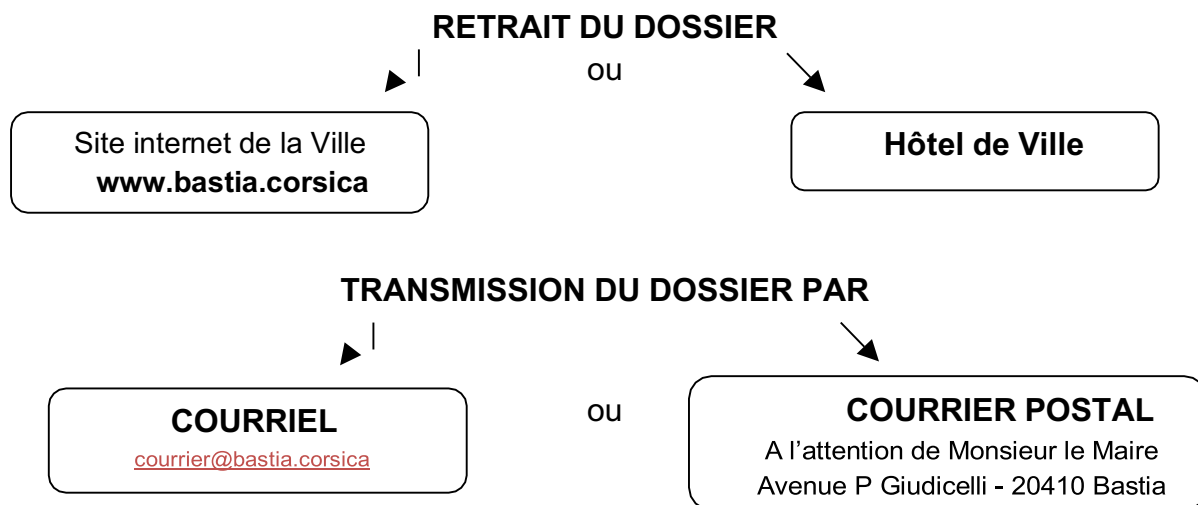 RETRAIT DU DOSSIER
ou
Site internet de la Ville
www.bastia.corsica
Hôtel de Ville
TRANSMISSION DU DOSSIER PAR
COURRIEL
courrier@bastia.corsica
ou
COURRIER POSTAL
A l’attention de Monsieur le Maire
Avenue P Giudicelli - 20410 Bastia